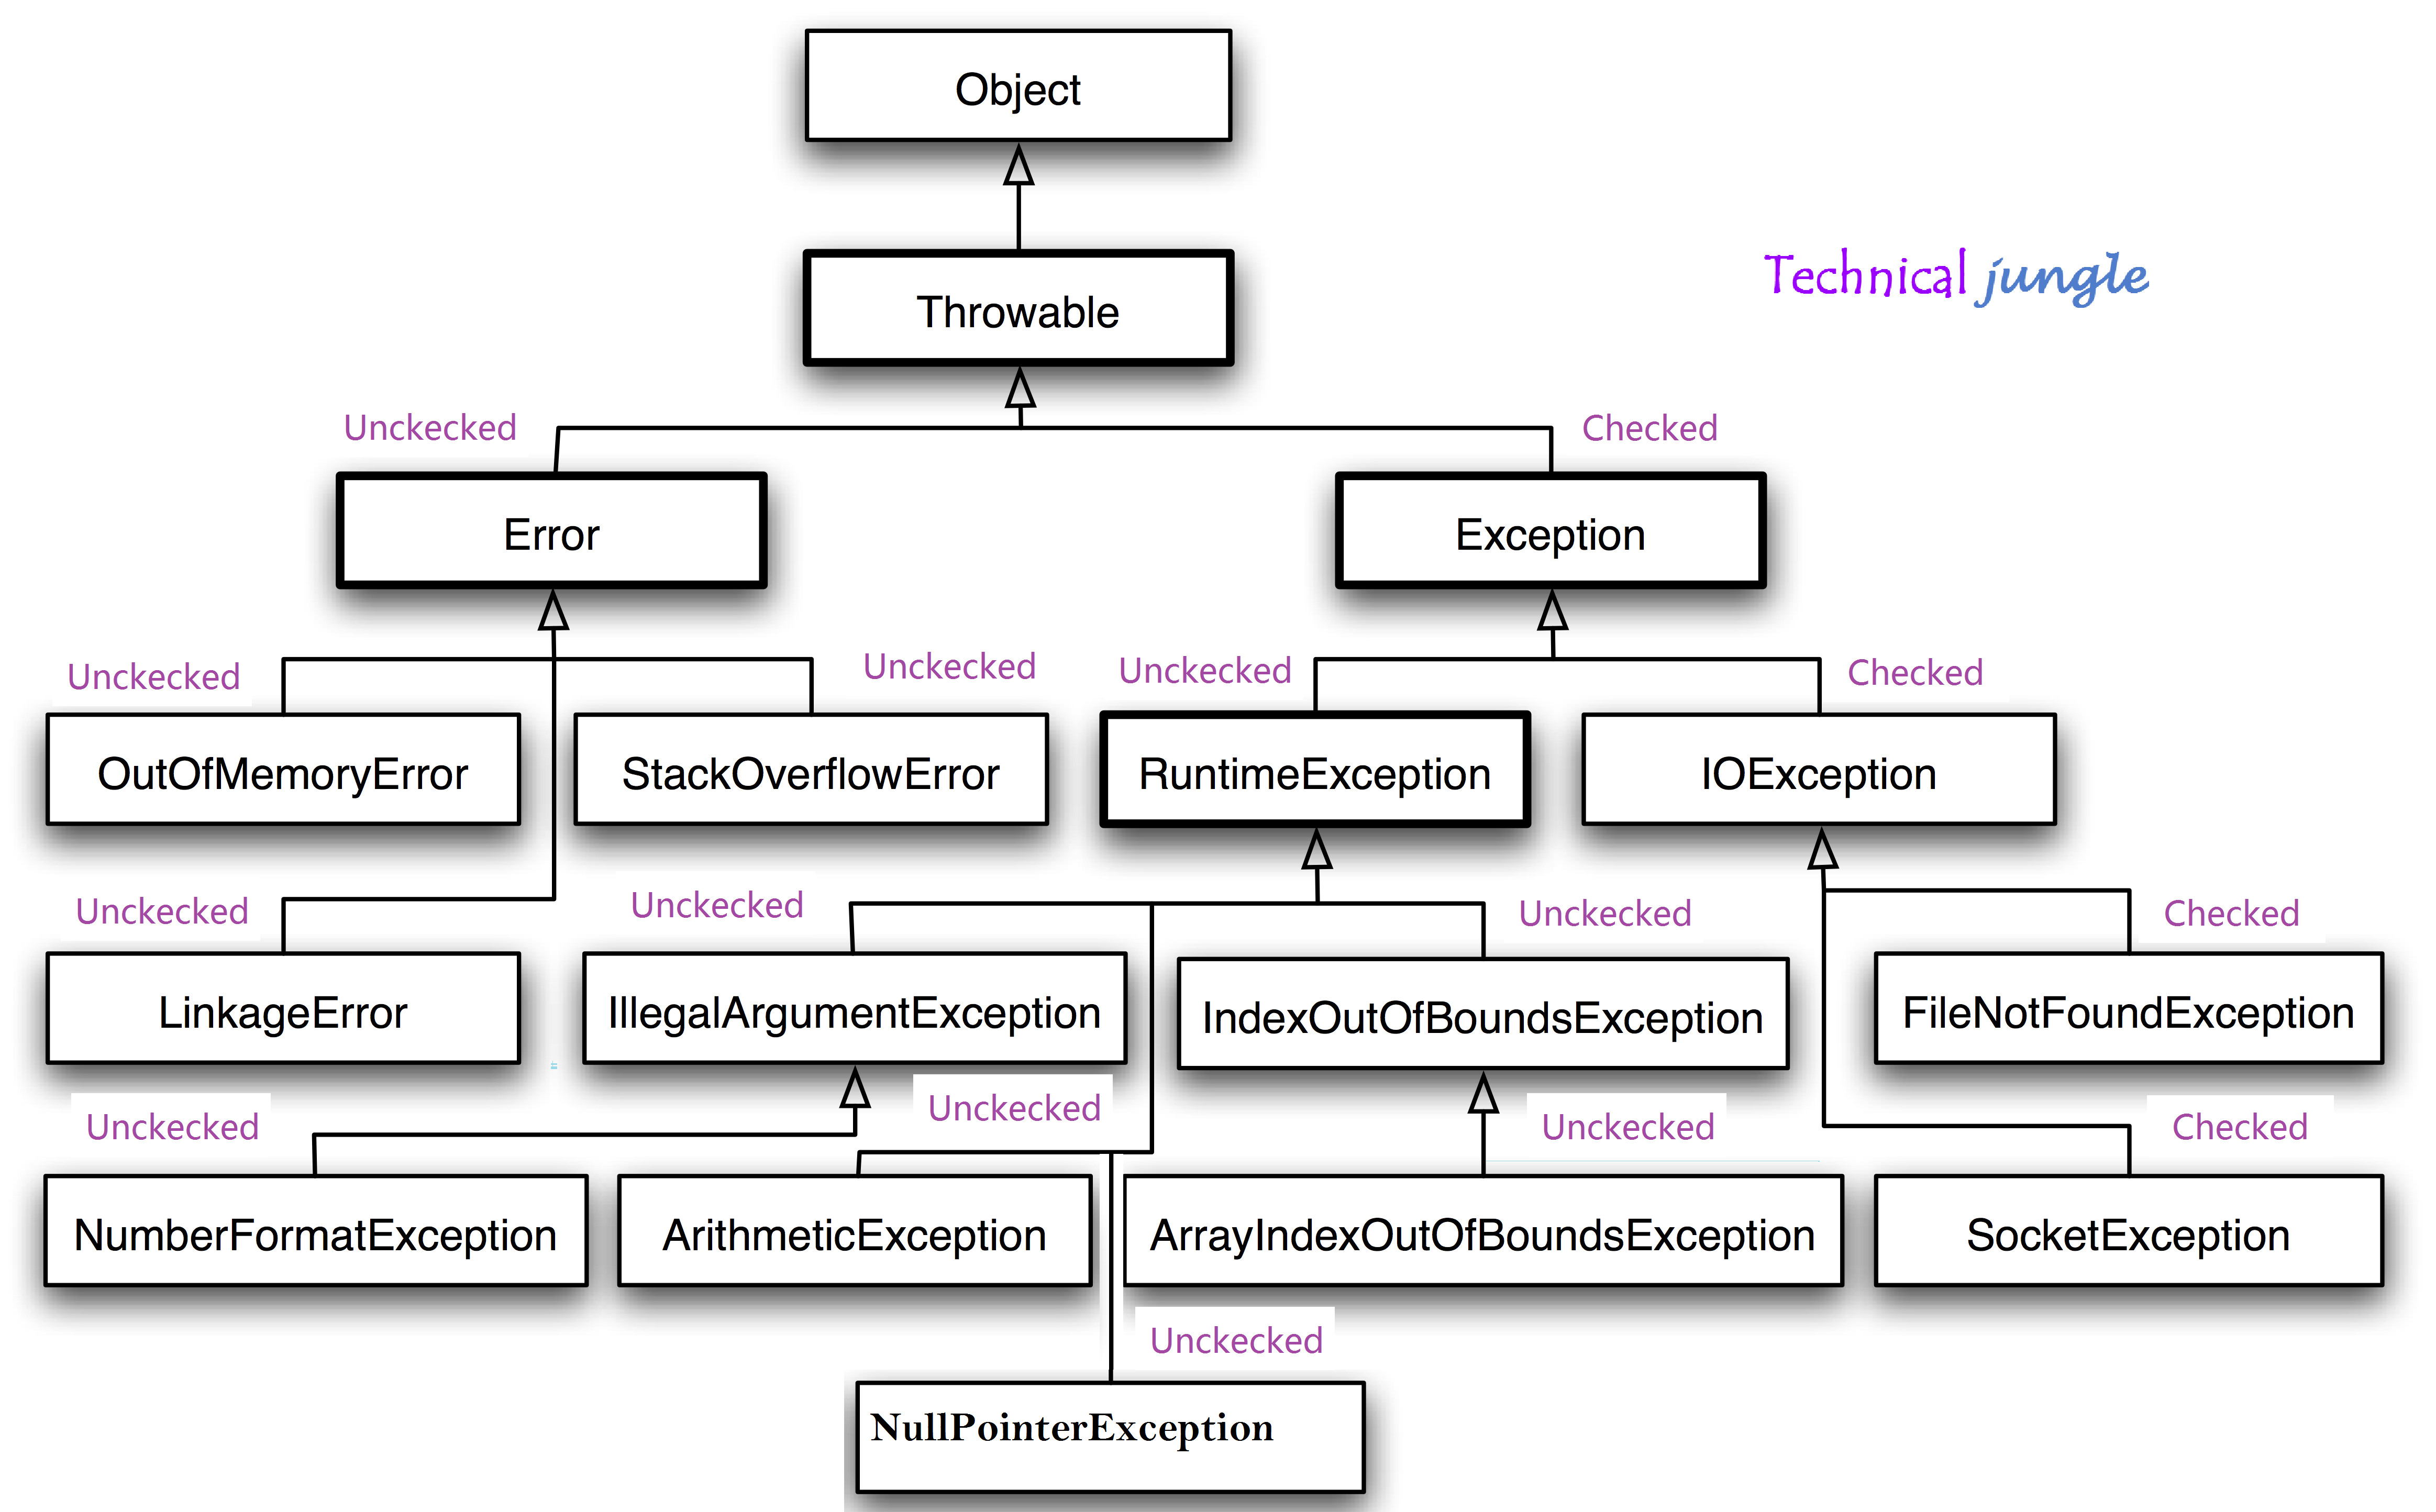 Object
Throwable
Technical jungle
Unckecked
Checked
Error
Exception
Unckecked
Unckecked
Unckecked
Checked
OutOfMemoryError
StackOverflowError
RuntimeException
IOException
Unckecked
Unckecked
Unckecked
Checked
LinkageError
IllegalArgumentException
IndexOutOfBoundsException
FileNotFoundException
Unckecked
Unckecked
Unckecked
Checked
NumberFormatException
ArithmeticException
ArrayIndexOutOfBoundsException
SocketException
Unckecked
NullPointerException